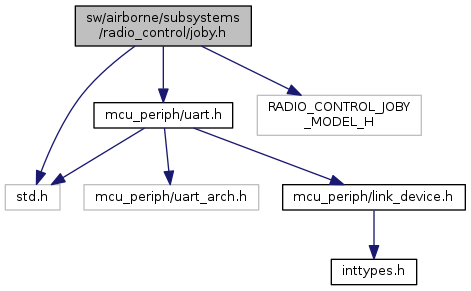 sw/airborne/subsystems
/radio_control/joby.h
mcu_periph/uart.h
RADIO_CONTROL_JOBY
_MODEL_H
std.h
mcu_periph/uart_arch.h
mcu_periph/link_device.h
inttypes.h